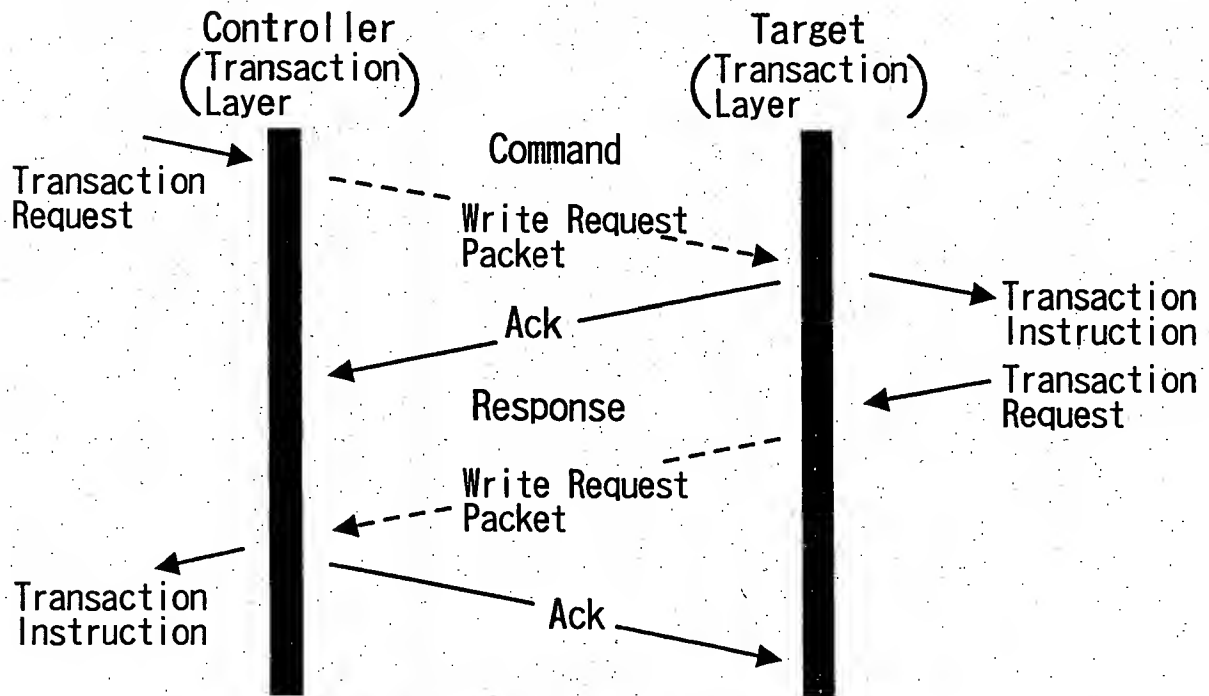 Controller
(Transaction
Layer)
Target
(Transaction
Layer)
Transaction
Request
Command
Write Request
Packet
Ack
Transaction
Instruction
Transaction
Request
Response
Write Request
Packet
Transaction
Instruction
Ack